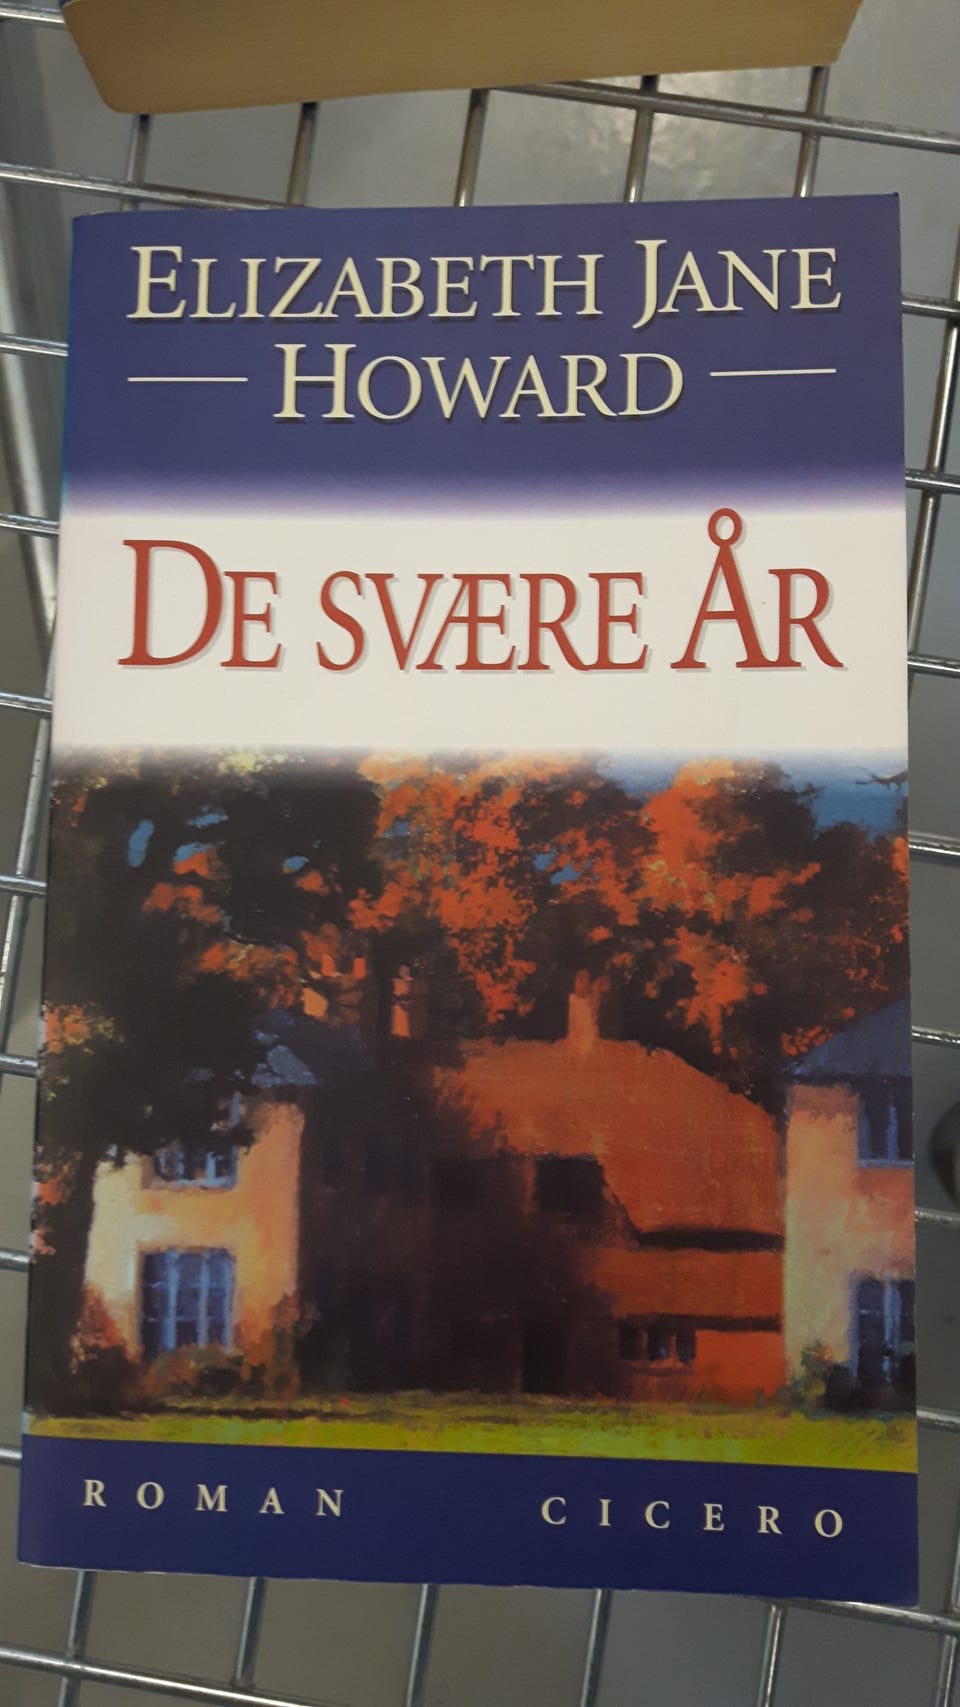 ELIZABETH JANE
HOWARD
DE SVÆRE ÅR
ROMAN CICERO